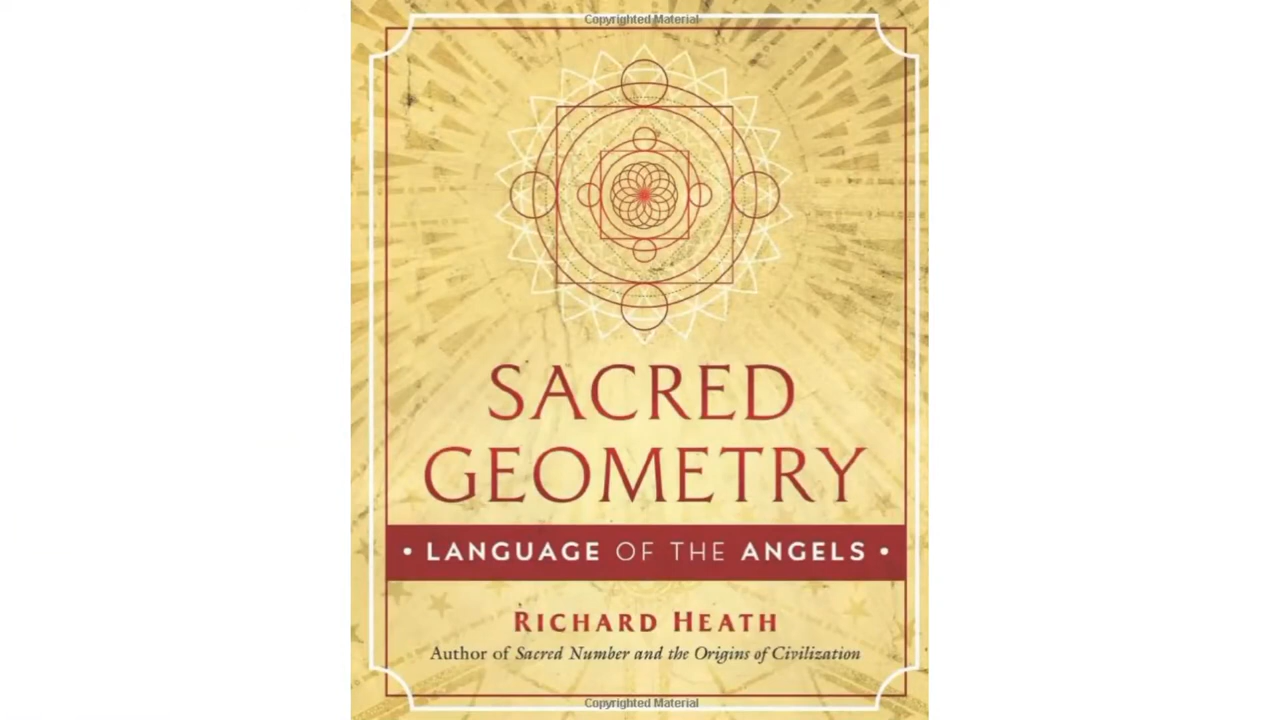 Copyrighted Material
SACRED
GEOMETRY
• LANGUAGE OF THE ANGELS •
RICHARD HEATH
Author of Sacred Number and the Origins of Civilization
Copyrighted Material